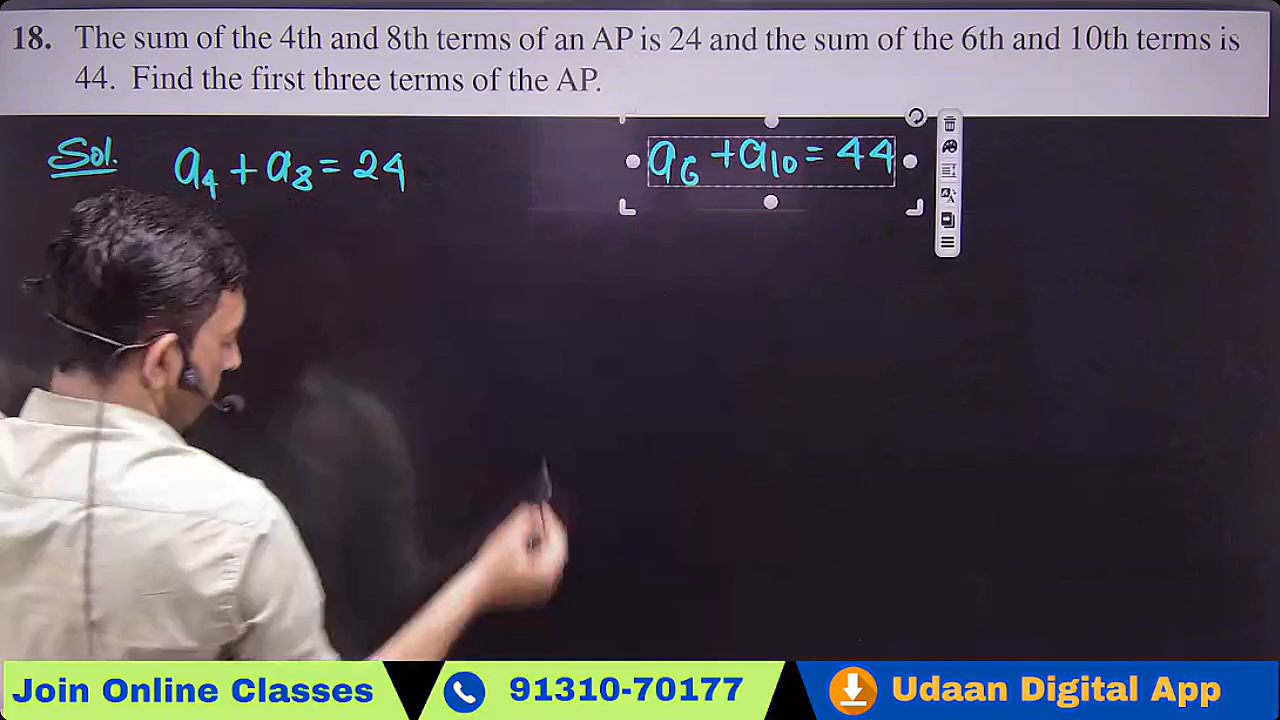 18. The sum of the 4th and 8th terms of an AP is 24 and the sum of the 6th and 10th terms is
44. Find the first three terms of the AP.
Sol. a₄ + a₈ = 24
a₆ + a₁₀ = 44
Join Online Classes
91310-70177
Udaan Digital App